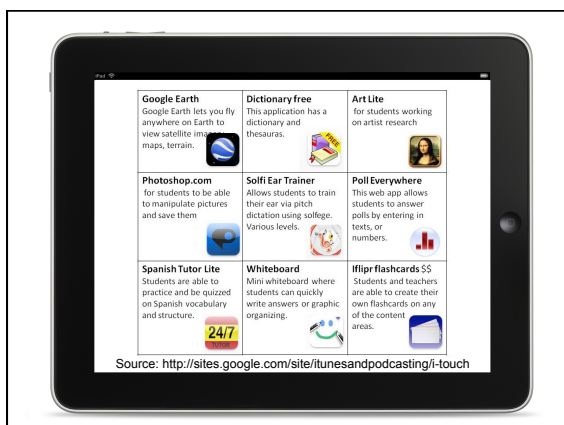 iPad
Google Earth
Google Earth lets you fly
anywhere on Earth to
view satellite images,
maps, terrain.
Dictionary free
This application has a
dictionary and
thesauras.
FREE
Art Lite
for students working
on artist research
Photoshop.com
for students to be able
to manipulate pictures
and save them
Solfi Ear Trainer
Allows students to train
their ear via pitch
dictation using solfege.
Various levels.
Poll Everywhere
This web app allows
students to answer
polls by entering in
texts, or
numbers.
Spanish Tutor Lite
Students are able to
practice and be quizzed
on Spanish vocabulary
and structure.
24/7
TUTOR
Whiteboard
Mini whiteboard where
students can quickly
write answers or graphic
organizing.
Iflipr flashcards $$
Students and teachers
are able to create their
own flashcards on any
of the content
areas.
Source: http://sites.google.com/site/itunesandpodcasting/i-touch